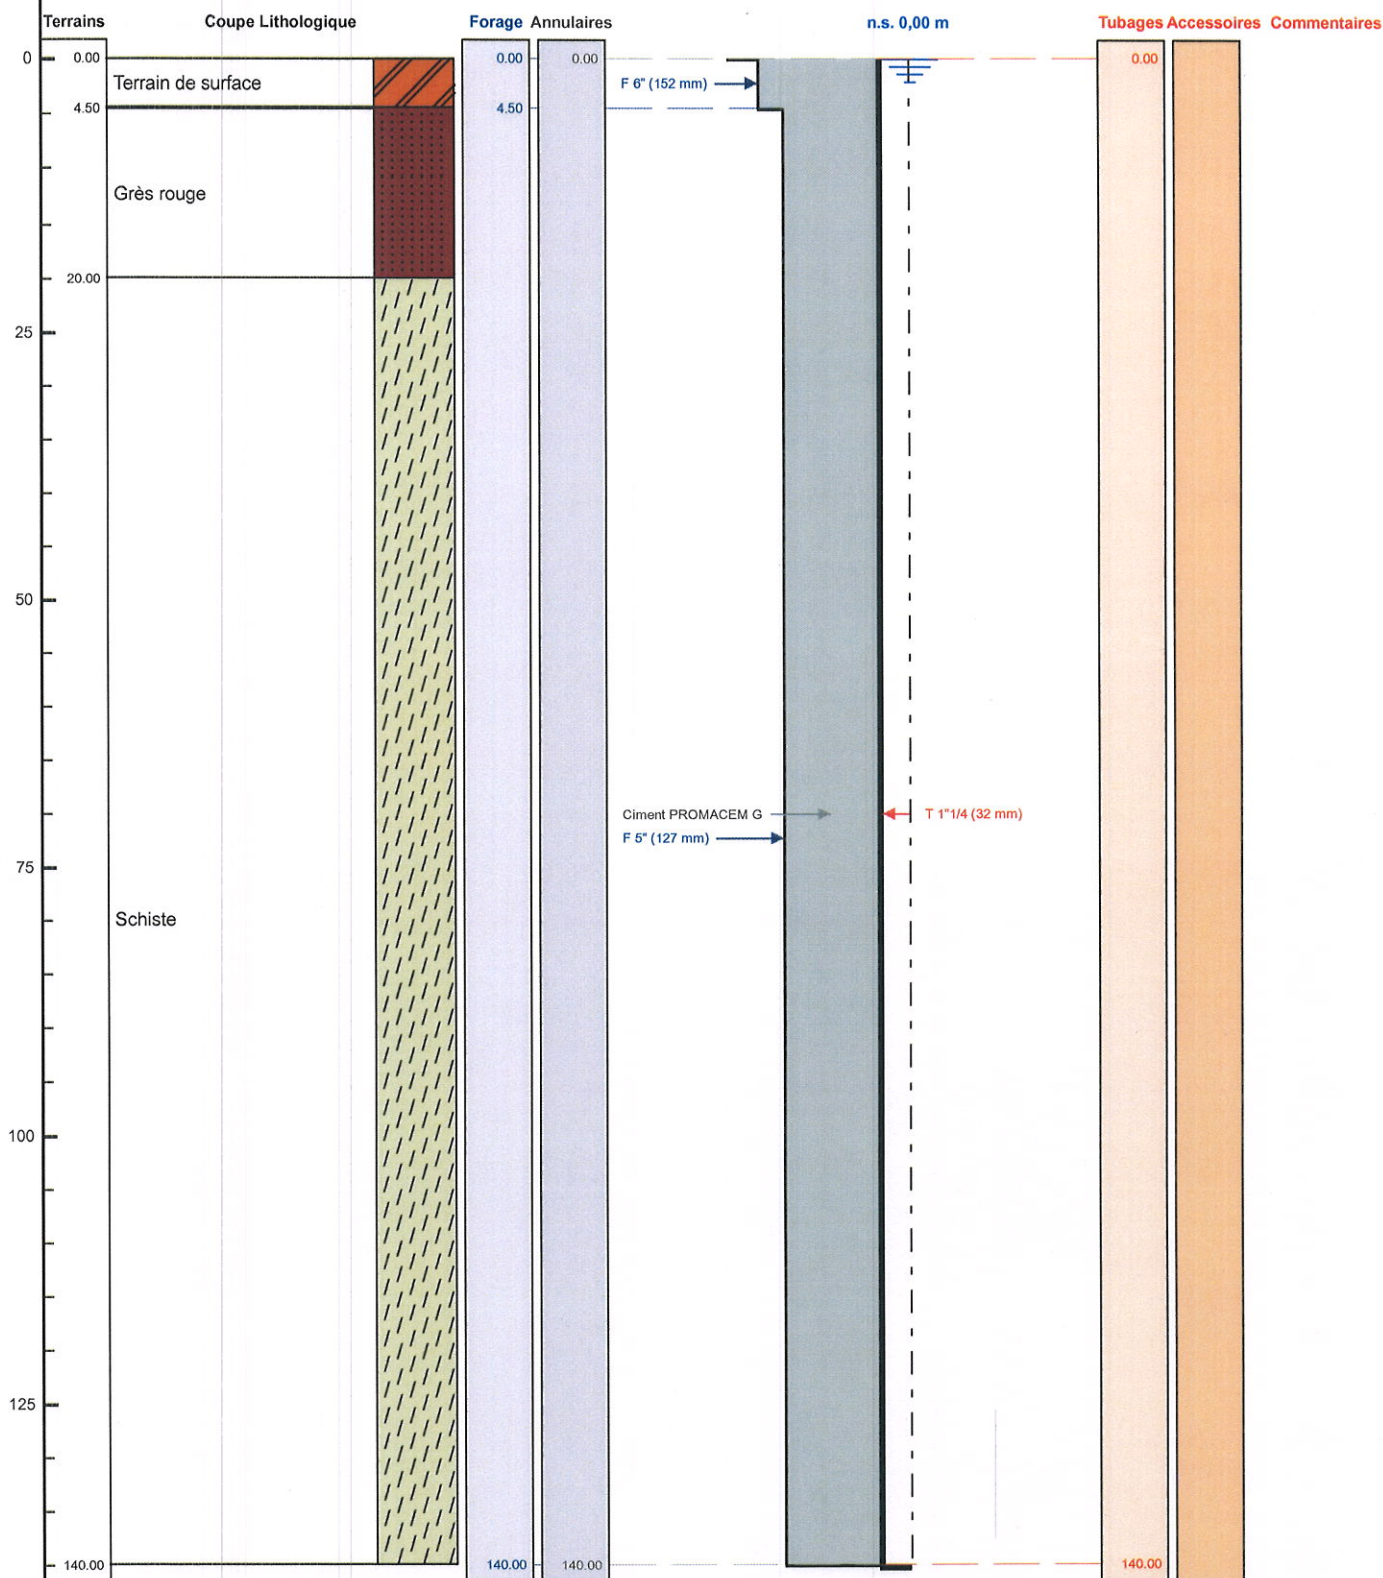 Terrains Coupe Lithologique Forage Annulaires n.s. 0,00 m Tubages Accessoires Commentaires
0 0.00 0.00 0.00 0.00
Terrain de surface F 6" (152 mm)
4.50 4.50
Grès rouge
20.00
25
50
Ciment PROMACEM G T 1"1/4 (32 mm)
F 5" (127 mm)
75
Schiste
100
125
140.00 140.00 140.00 140.00